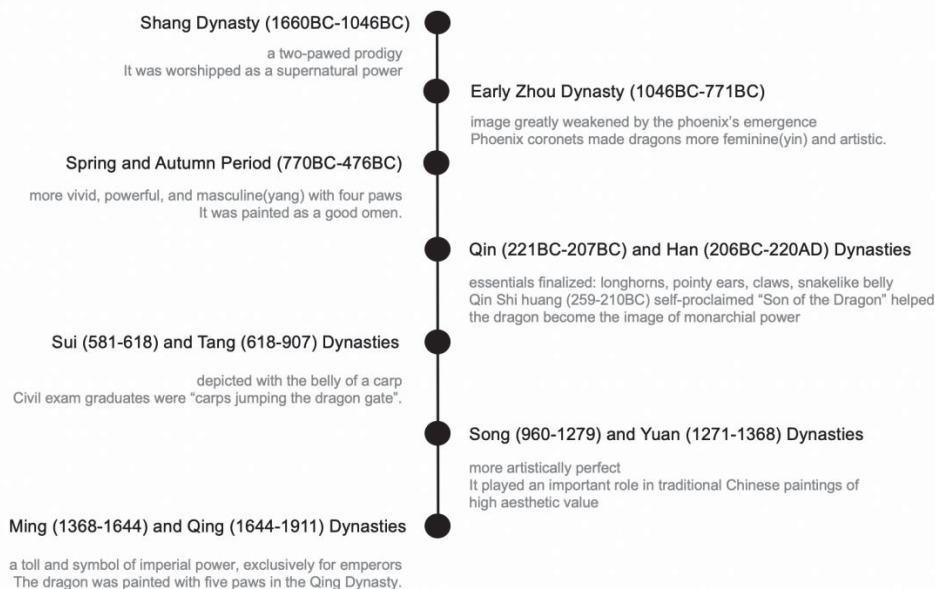 Shang Dynasty (1660BC-1046BC)
a two-pawed prodigy
It was worshipped as a supernatural power
Early Zhou Dynasty (1046BC-771BC)
image greatly weakened by the phoenix's emergence
Phoenix coronets made dragons more feminine(yin) and artistic.
Spring and Autumn Period (770BC-476BC)
more vivid, powerful, and masculine(yang) with four paws
It was painted as a good omen.
Qin (221BC-207BC) and Han (206BC-220AD) Dynasties
essentials finalized: longhorns, pointy ears, claws, snakelike belly
Qin Shi huang (259-210BC) self-proclaimed “Son of the Dragon” helped
the dragon become the image of monarchial power
Sui (581-618) and Tang (618-907) Dynasties
depicted with the belly of a carp
Civil exam graduates were “carps jumping the dragon gate”.
Song (960-1279) and Yuan (1271-1368) Dynasties
more artistically perfect
It played an important role in traditional Chinese paintings of
high aesthetic value
Ming (1368-1644) and Qing (1644-1911) Dynasties
a toll and symbol of imperial power, exclusively for emperors
The dragon was painted with five paws in the Qing Dynasty.